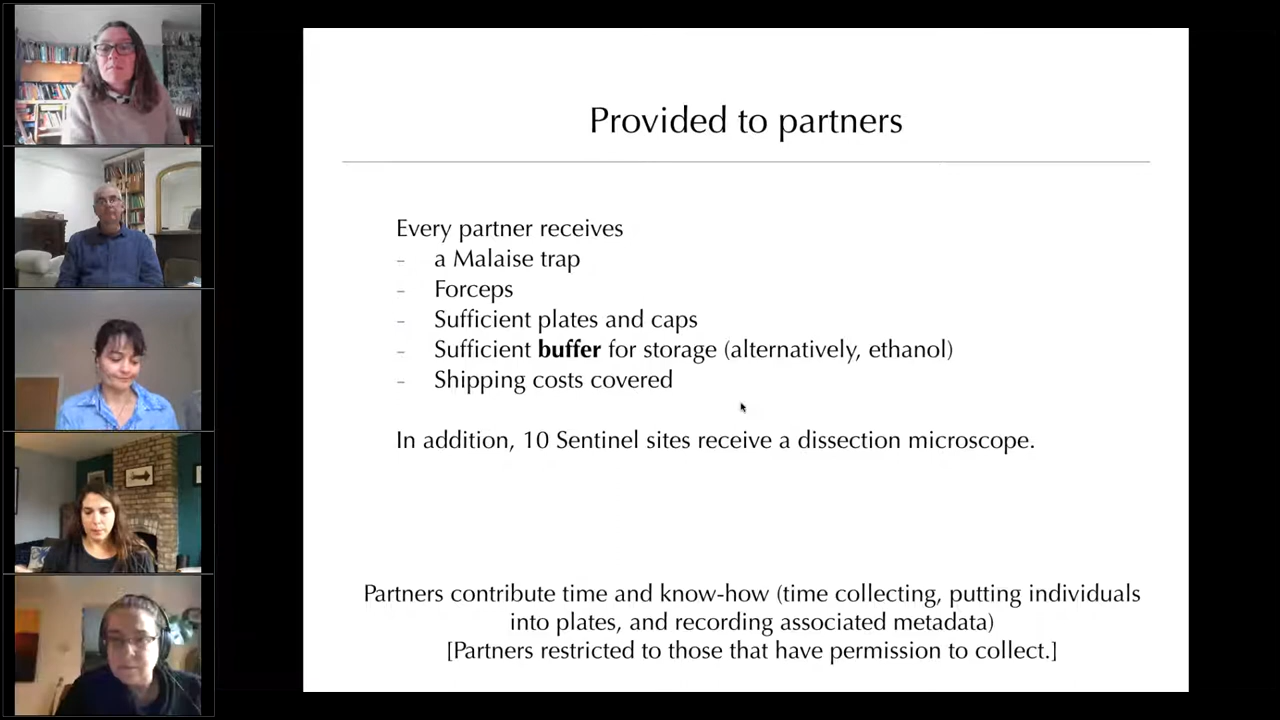 Provided to partners
Every partner receives
- a Malaise trap
- Forceps
- Sufficient plates and caps
- Sufficient buffer for storage (alternatively, ethanol)
- Shipping costs covered
In addition, 10 Sentinel sites receive a dissection microscope.
Partners contribute time and know-how (time collecting, putting individuals
into plates, and recording associated metadata)
[Partners restricted to those that have permission to collect.]